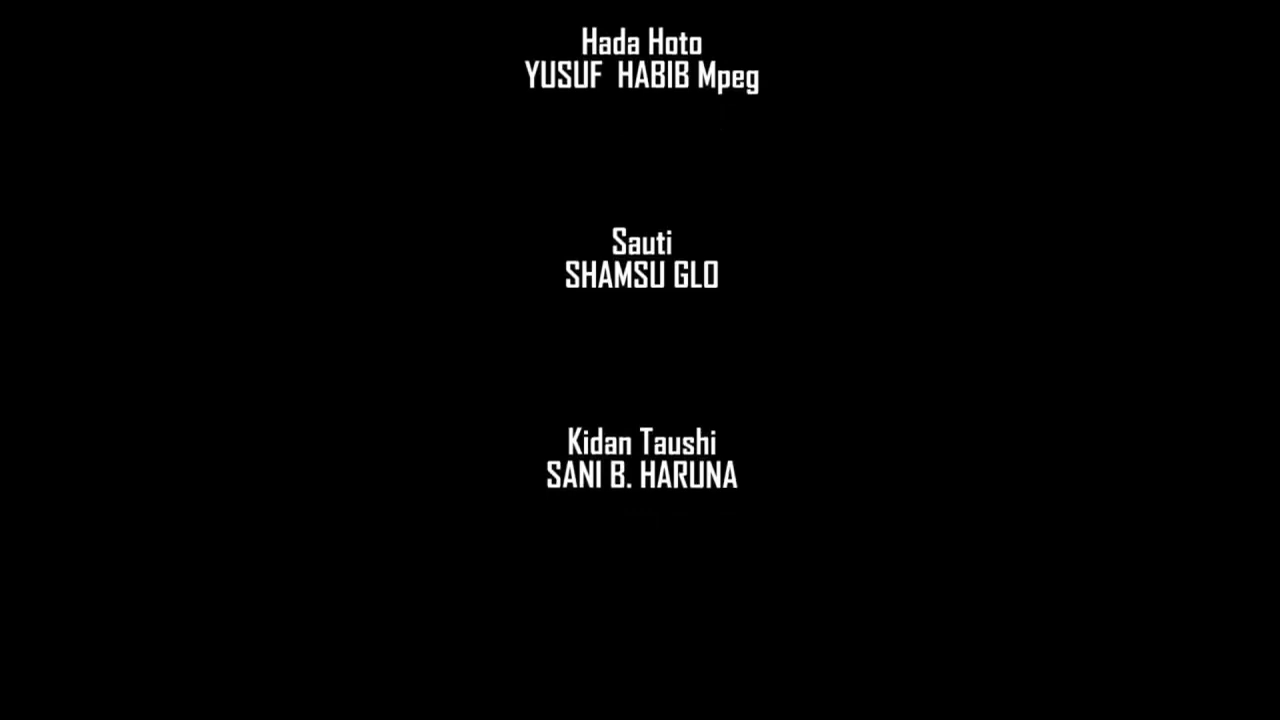 Hada Hoto
YUSUF HABIB Mpeg
Sauti
SHAMSU GLO
Kidan Taushi
SANI B. HARUNA